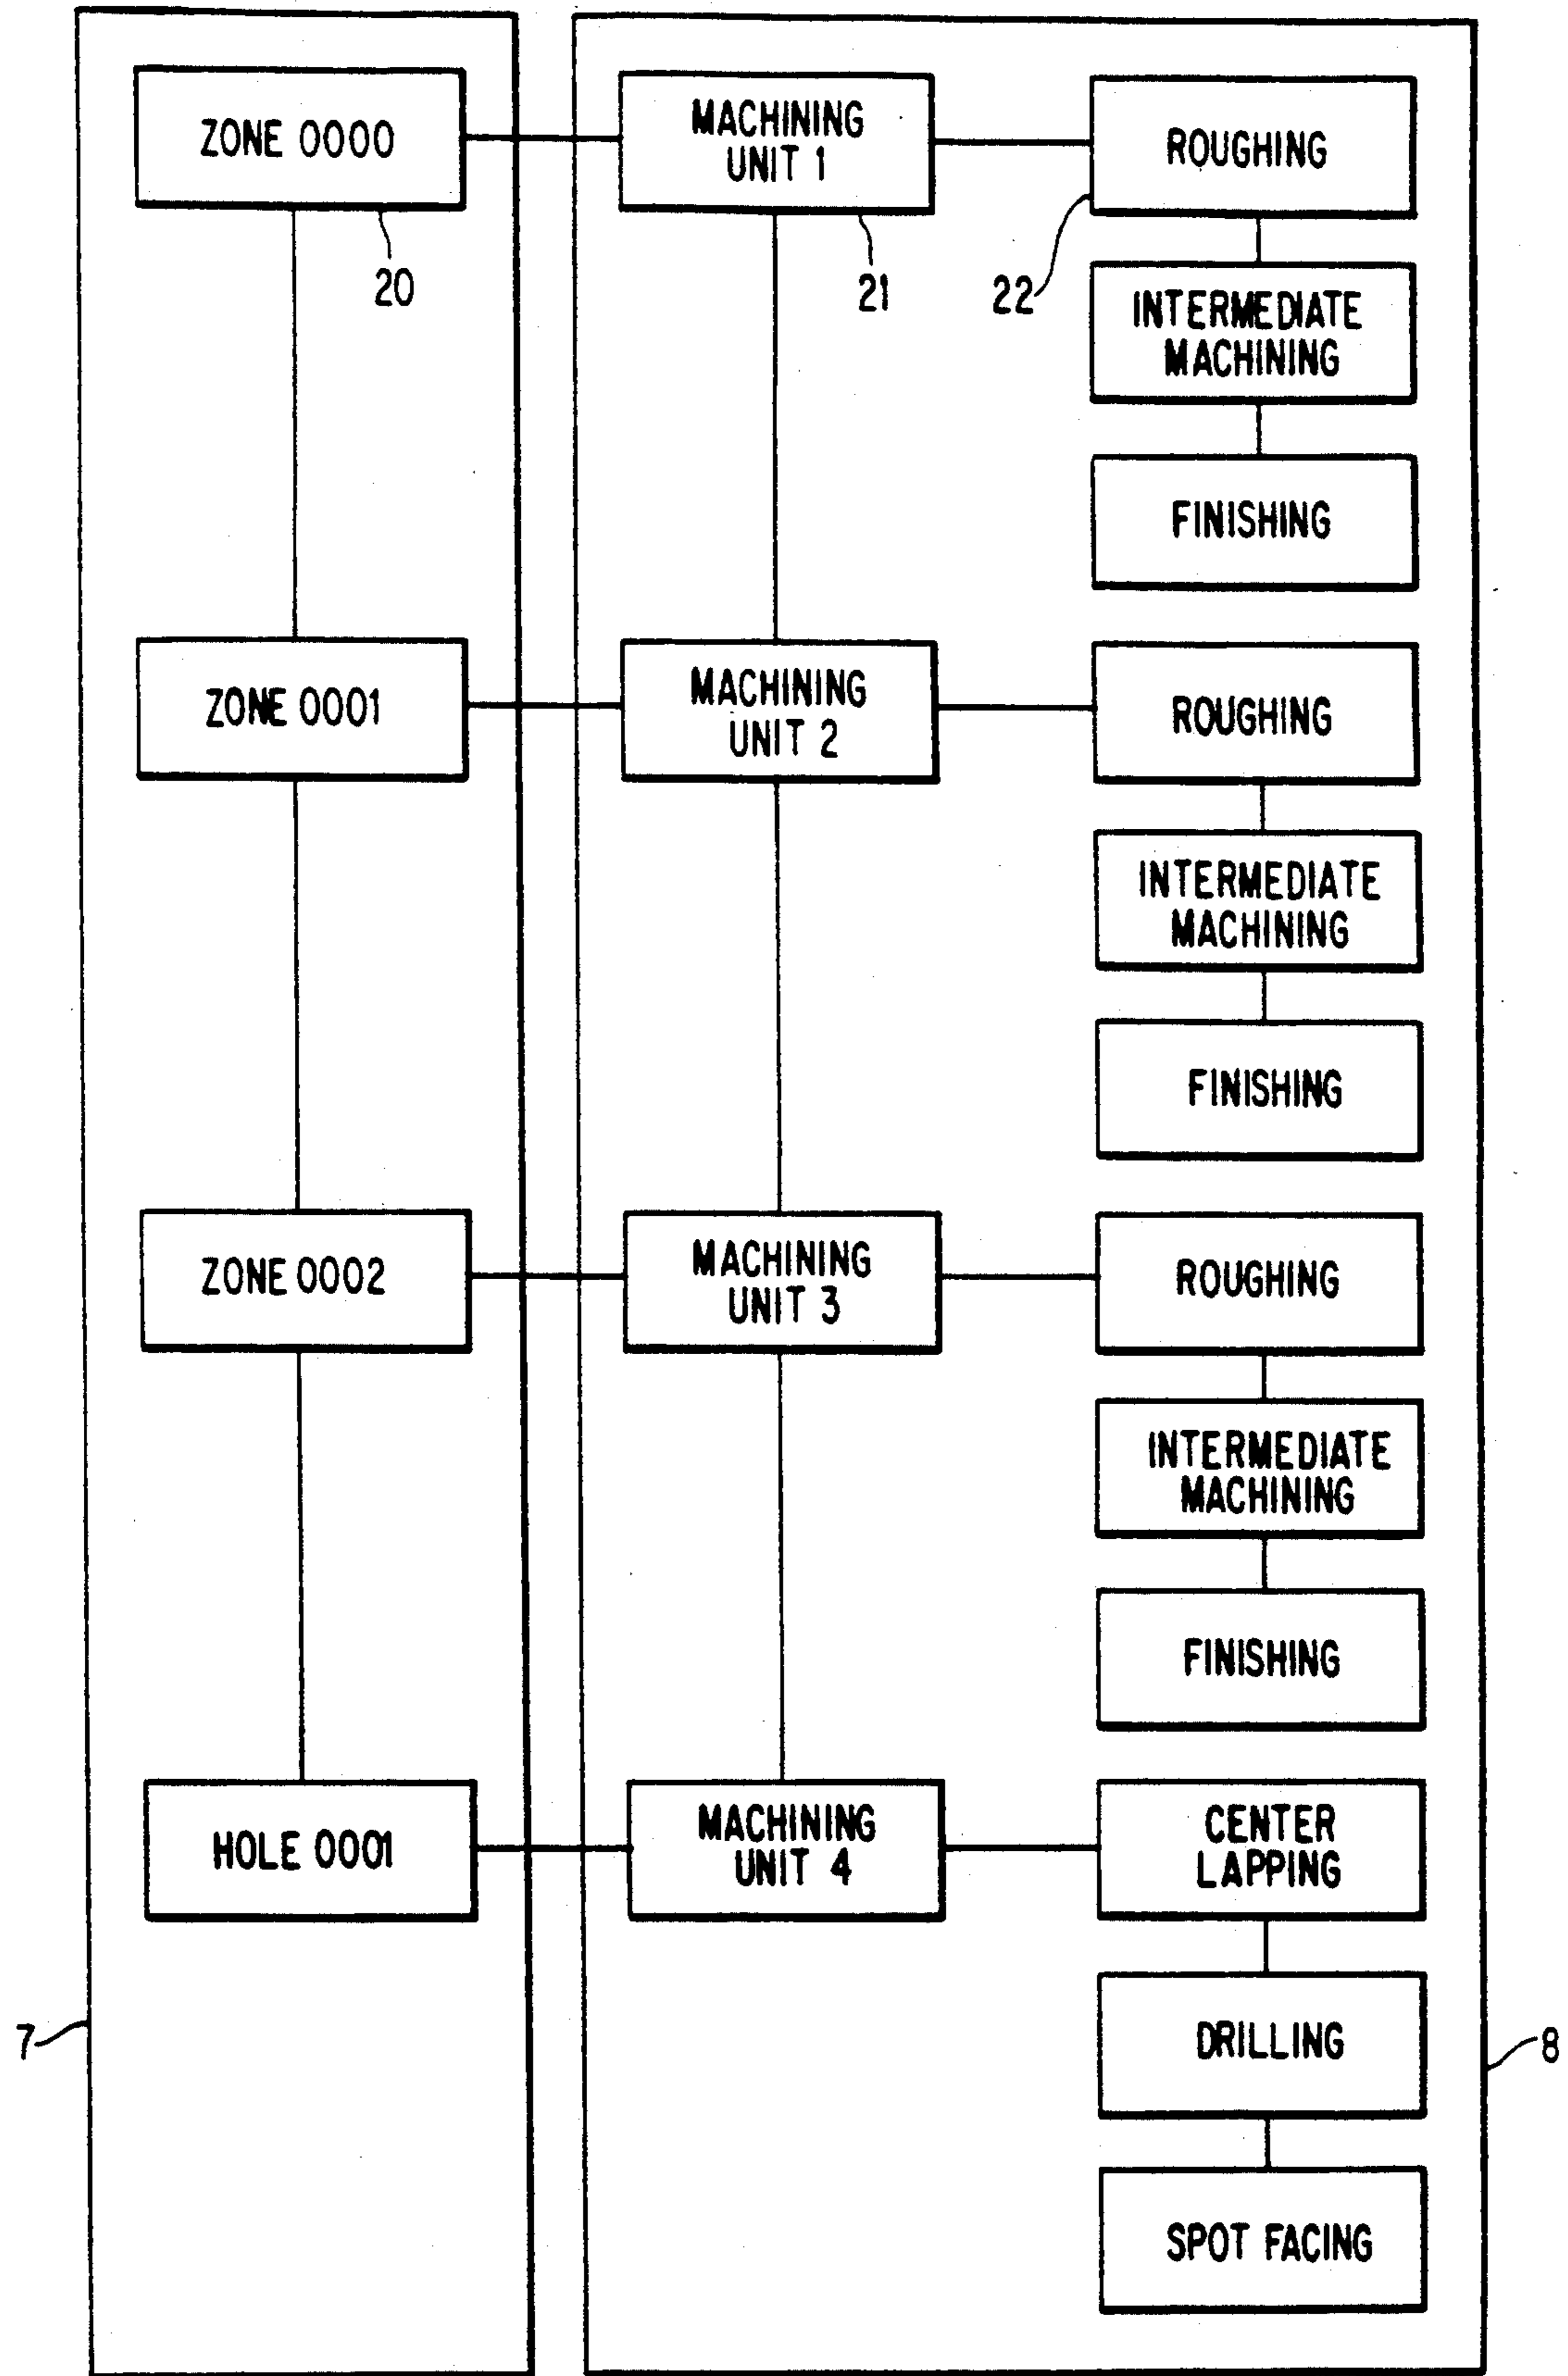 ZONE 0000
MACHINING
UNIT 1
ROUGHING
20
21
22
INTERMEDIATE
MACHINING
FINISHING
ZONE 0001
MACHINING
UNIT 2
ROUGHING
INTERMEDIATE
MACHINING
FINISHING
ZONE 0002
MACHINING
UNIT 3
ROUGHING
INTERMEDIATE
MACHINING
FINISHING
HOLE 0001
MACHINING
UNIT 4
CENTER
LAPPING
7
DRILLING
8
SPOT FACING